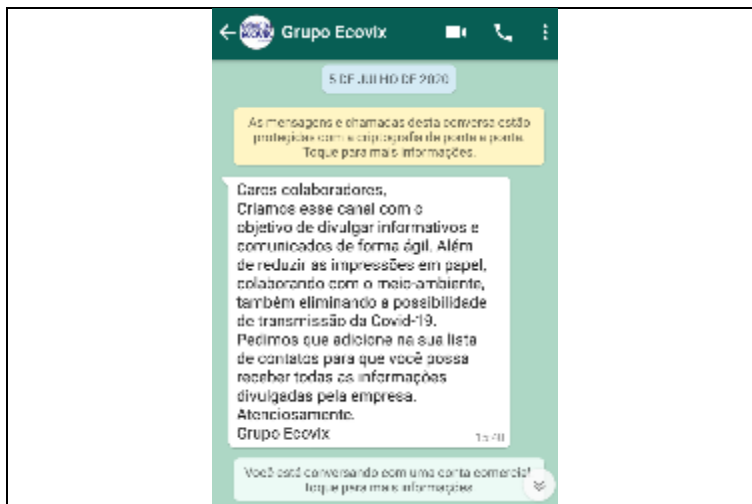 Grupo Ecovix
5 DE JULHO DE 2020
As mensagens e chamadas desta conversa estão
protegidas com a criptografia de ponta a ponta.
Toque para mais informações.
Caros colaboradores,
Criamos esse canal com o
objetivo de divulgar informativos e
comunicados de forma ágil. Além
de reduzir as impressões em papel,
colaborando com o meio-ambiente,
também eliminando a possibilidade
de transmissão da Covid-19.
Pedimos que adicione na sua lista
de contatos para que você possa
receber todas as informações
divulgadas pela empresa.
Atenciosamente.
Grupo Ecovix
Você está conversando com uma conta comercial
Toque para mais informações